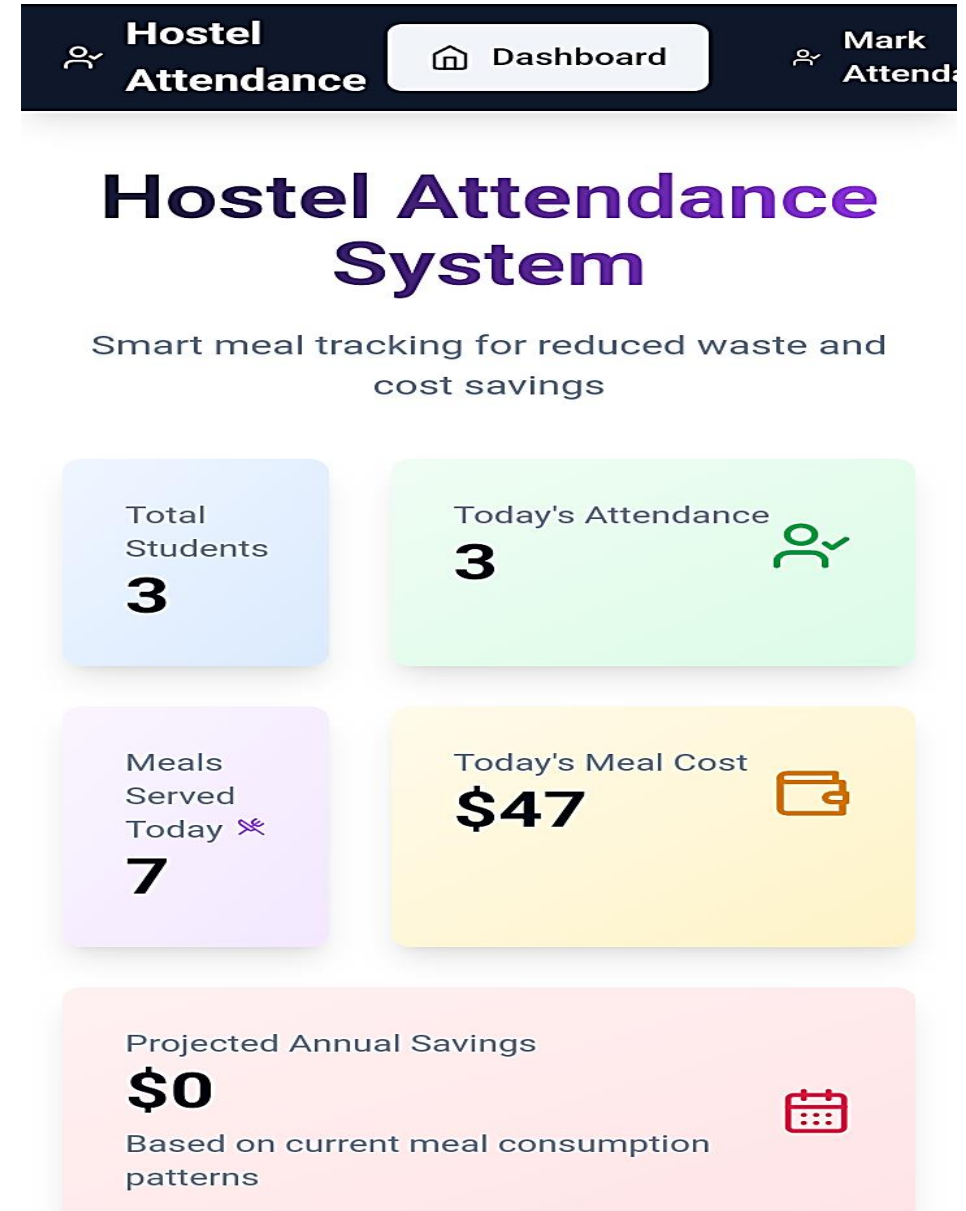 Hostel
Attendance
Dashboard
Mark
Hostel Attendance
System
Smart meal tracking for reduced waste and
cost savings
Total
Students
3
Today's Attendance
3
Meals
Served
Today
7
Today's Meal Cost
$47
Projected Annual Savings
$0
Based on current meal consumption
patterns